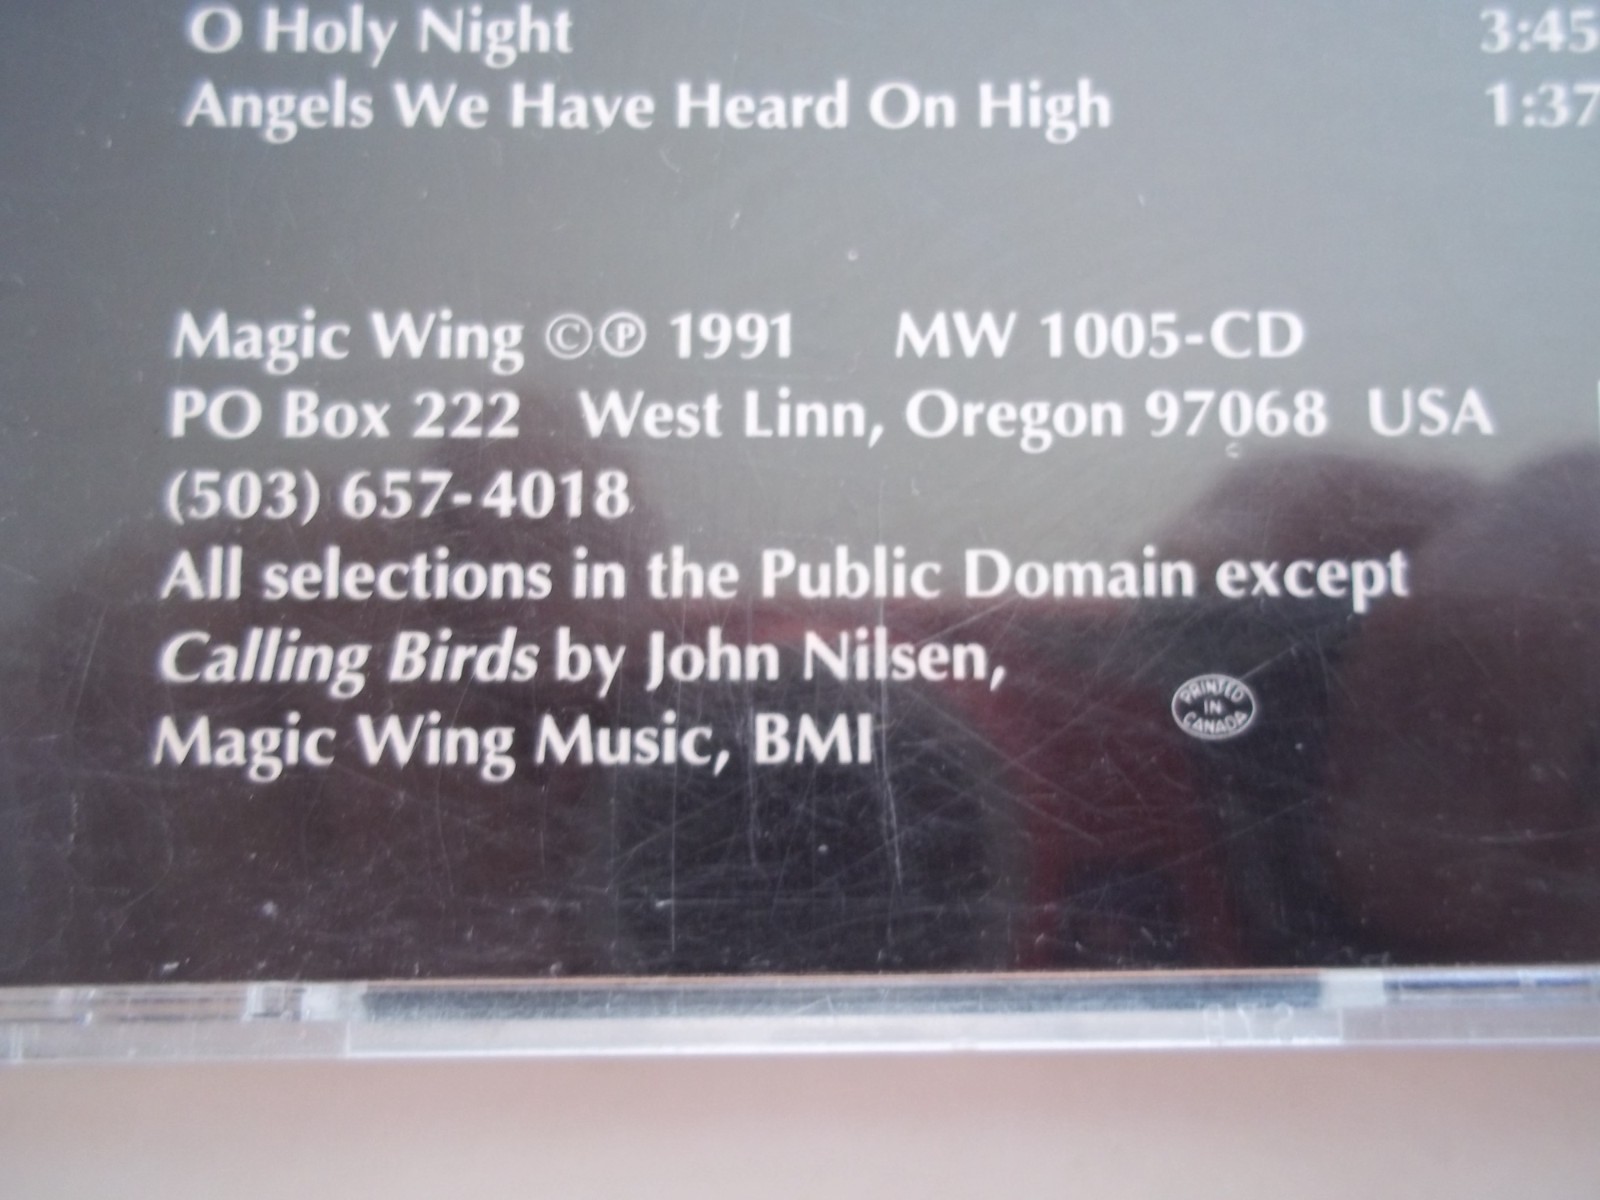 O Holy Night 3:45
Angels We Have Heard On High 1:37
Magic Wing ©℗ 1991 MW 1005-CD
PO Box 222 West Linn, Oregon 97068 USA
(503) 657-4018
All selections in the Public Domain except
Calling Birds by John Nilsen,
Magic Wing Music, BMI
PRINTED
IN
CANADA